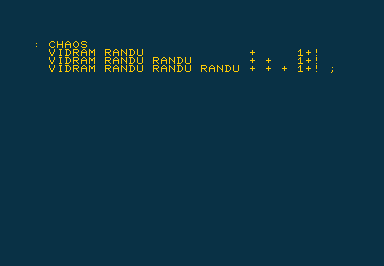 : CHAOS
VIDRAM RANDU + 1+!
VIDRAM RANDU RANDU + + 1+!
VIDRAM RANDU RANDU RANDU + + + 1+! ;